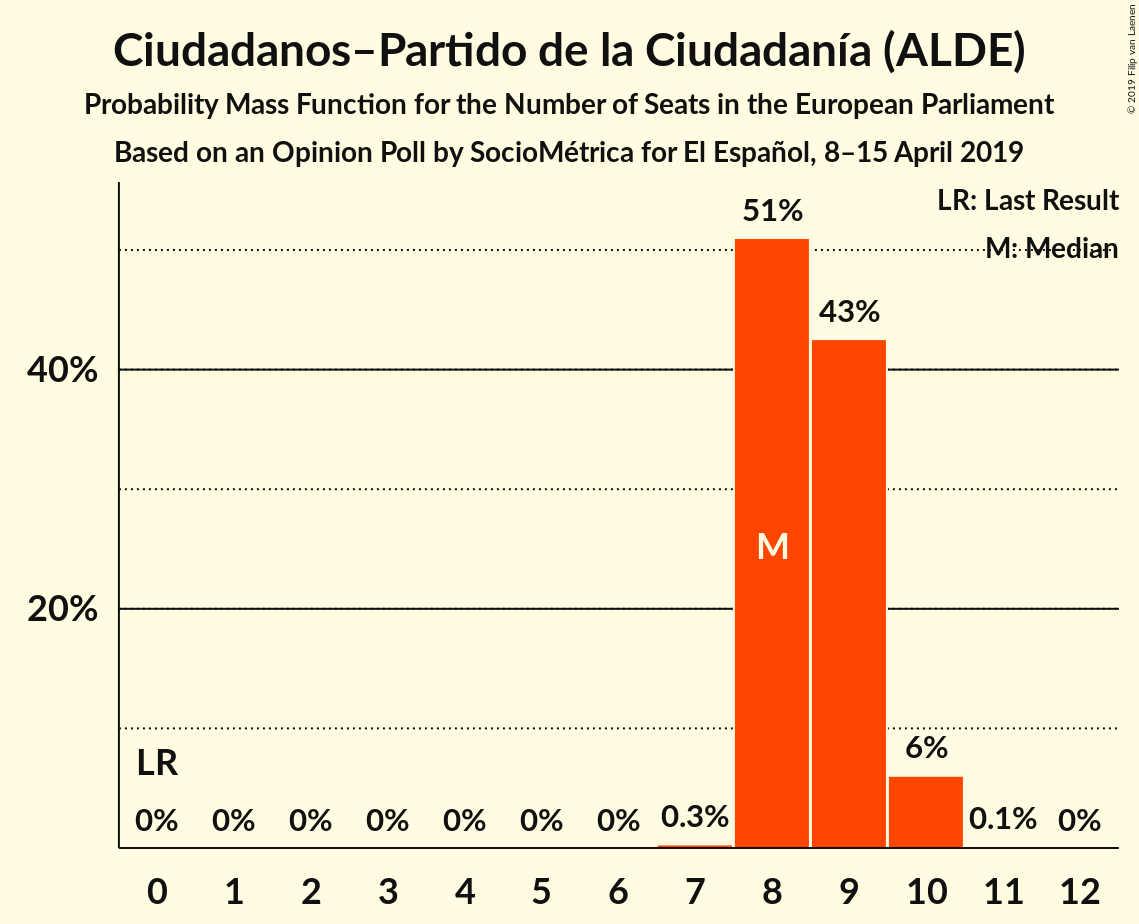 Ciudadanos–Partido de la Ciudadanía (ALDE)
Probability Mass Function for the Number of Seats in the European Parliament
Based on an Opinion Poll by SocioMétrica for El Español, 8–15 April 2019
© 2019 Filip van Laenen
LR: Last Result
M: Median
51%
43%
40%
M
20%
6%
LR
0% 0% 0% 0% 0% 0% 0% 0.3% 0.1% 0%
0 1 2 3 4 5 6 7 8 9 10 11 12